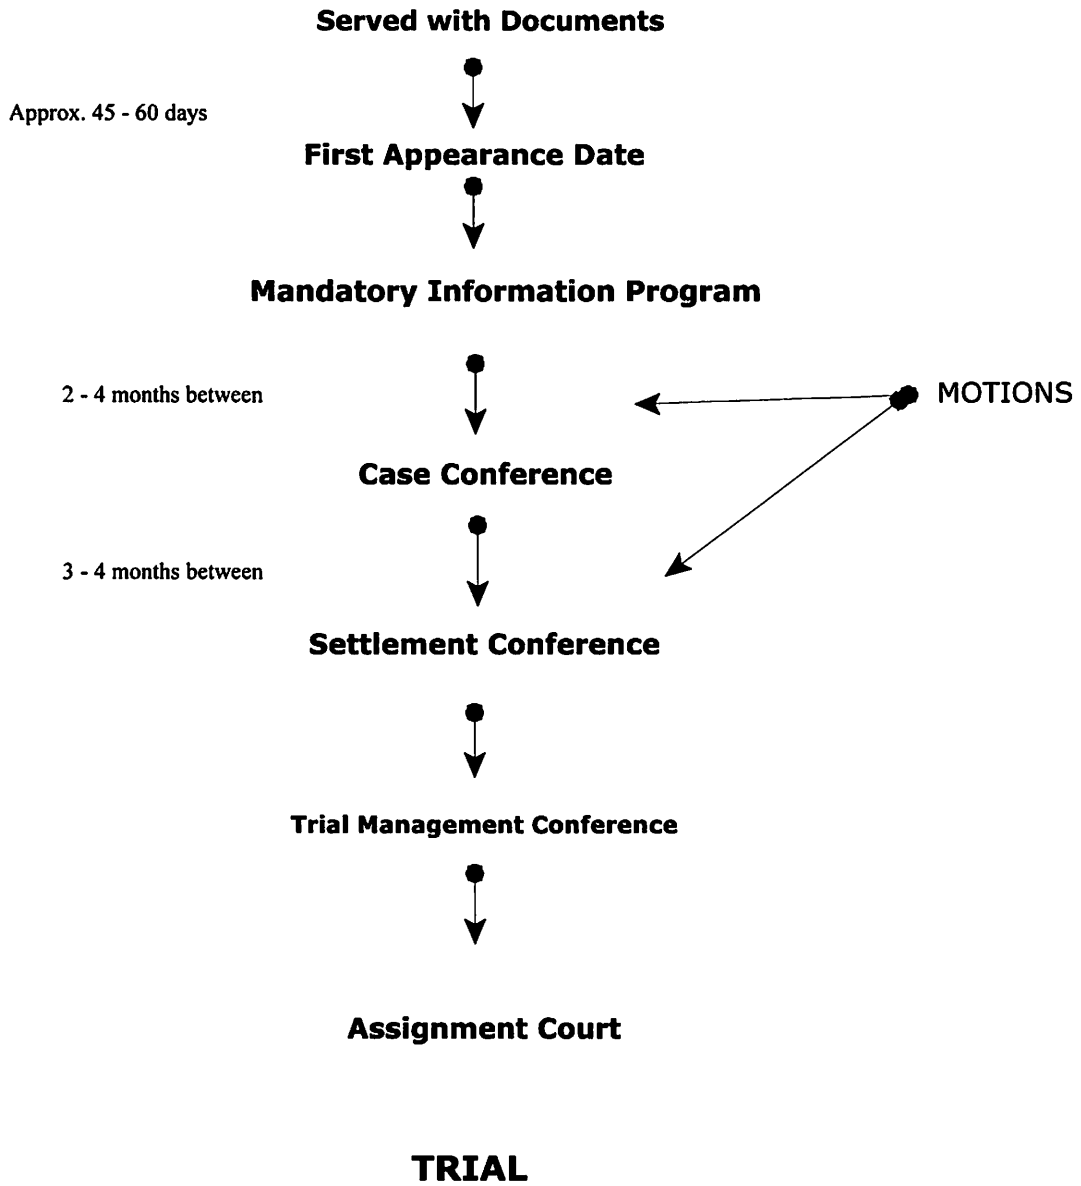 Served with Documents
Approx. 45 - 60 days
First Appearance Date
Mandatory Information Program
2 - 4 months between
MOTIONS
Case Conference
3 - 4 months between
Settlement Conference
Trial Management Conference
Assignment Court
TRIAL